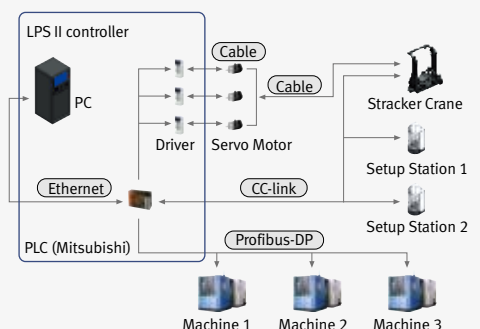 LPS II controller
Cable
PC
Cable
Stracker Crane
Driver
Servo Motor
Setup Station 1
Ethernet
CC-link
Setup Station 2
Profibus-DP
PLC (Mitsubishi)
Machine 1
Machine 2
Machine 3